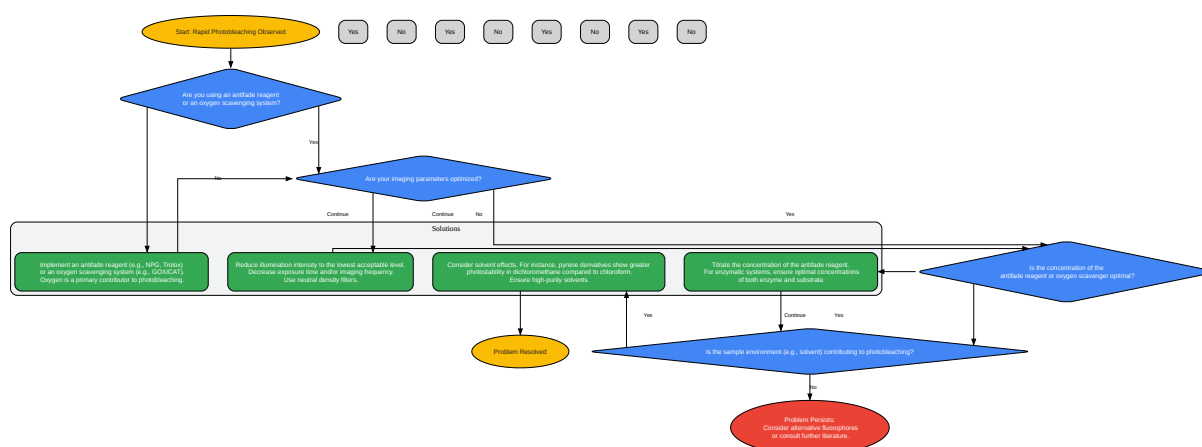 Start: Rapid Photobleaching Observed
Yes
No
Yes
No
Yes
No
Yes
No
Are you using an antifade reagent
or an oxygen scavenging system?
Yes
No
Are your imaging parameters optimized?
Continue
Continue
No
Yes
Solutions
Implement an antifade reagent (e.g., NPG, Trolox)
or an oxygen scavenging system (e.g., GOX/CAT).
Oxygen is a primary contributor to photobleaching.
Reduce illumination intensity to the lowest acceptable level.
Decrease exposure time and/or imaging frequency.
Use neutral density filters.
Consider solvent effects. For instance, pyrene derivatives show greater
photostability in dichloromethane compared to chloroform.
Ensure high-purity solvents.
Titrate the concentration of the antifade reagent.
For enzymatic systems, ensure optimal concentrations
of both enzyme and substrate.
Is the concentration of the
antifade reagent or oxygen scavenger optimal?
Yes
Continue
Yes
Problem Resolved
Is the sample environment (e.g., solvent) contributing to photobleaching?
No
Problem Persists:
Consider alternative fluorophores
or consult further literature.